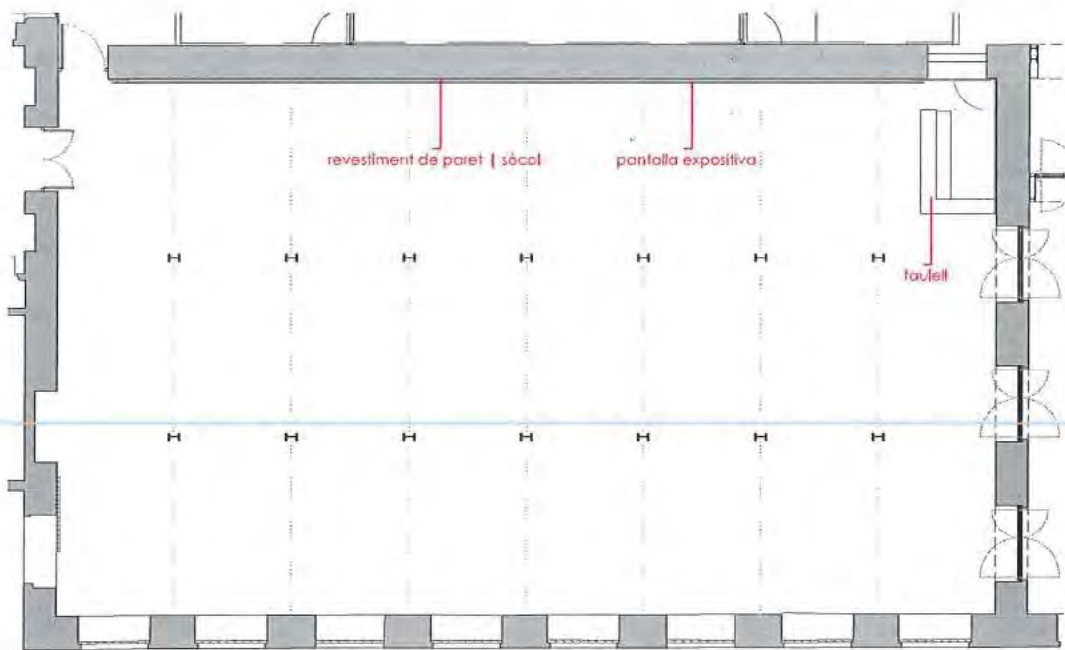 revestiment de paret | sòcol
pantalla expositiva
taulell